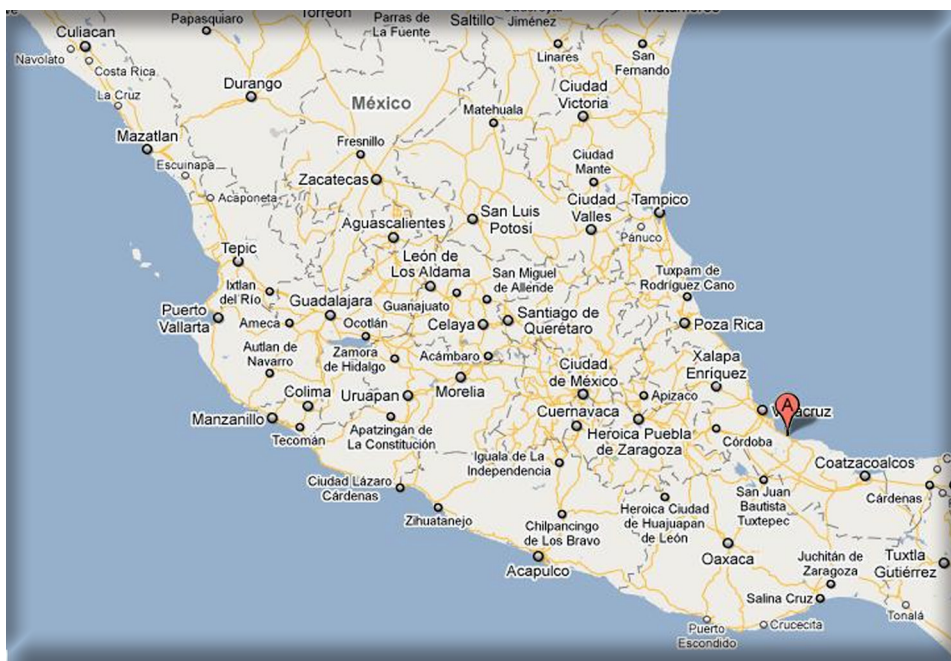 Papasquiaro
Torreon
Parras de
La Fuente
Saltillo
Jiménez
Matamoros
Culiacan
Navolato
Costa Rica
Linares
San
Fernando
La Cruz
Durango
México
Matehuala
Ciudad
Victoria
Mazatlan
Escuinapa
Fresnillo
Ciudad
Mante
Acaponeta
Zacatecas
San Luis
Potosí
Ciudad
Valles
Tampico
Pánuco
Aguascalientes
Tepic
León de
Los Aldama
San Miguel
de Allende
Tuxpam de
Rodríguez Cano
Ixtlan
del Río
Guadalajara
Guanajuato
Puerto
Vallarta
Ameca
Ocotlán
Celaya
Santiago de
Querétaro
Poza Rica
Autlan de
Navarro
Zamora
de Hidalgo
Acámbaro
Xalapa
Enriquez
Ciudad
de México
Colima
Uruapan
Morelia
Apizaco
A
Manzanillo
Cuernavaca
Veracruz
Tecomán
Apatzingán de
La Constitución
Heroica Puebla
de Zaragoza
Córdoba
Iguala de La
Independencia
Coatzacoalcos
Ciudad Lázaro
Cárdenas
San Juan
Bautista
Tuxtepec
Cárdenas
Zihuatanejo
Chilpancingo
de Los Bravo
Heroica Ciudad
de Huajuapan
de León
Acapulco
Oaxaca
Juchitán de
Zaragoza
Tuxtla
Gutiérrez
Salina Cruz
Tonalá
Puerto
Escondido
Crucecita